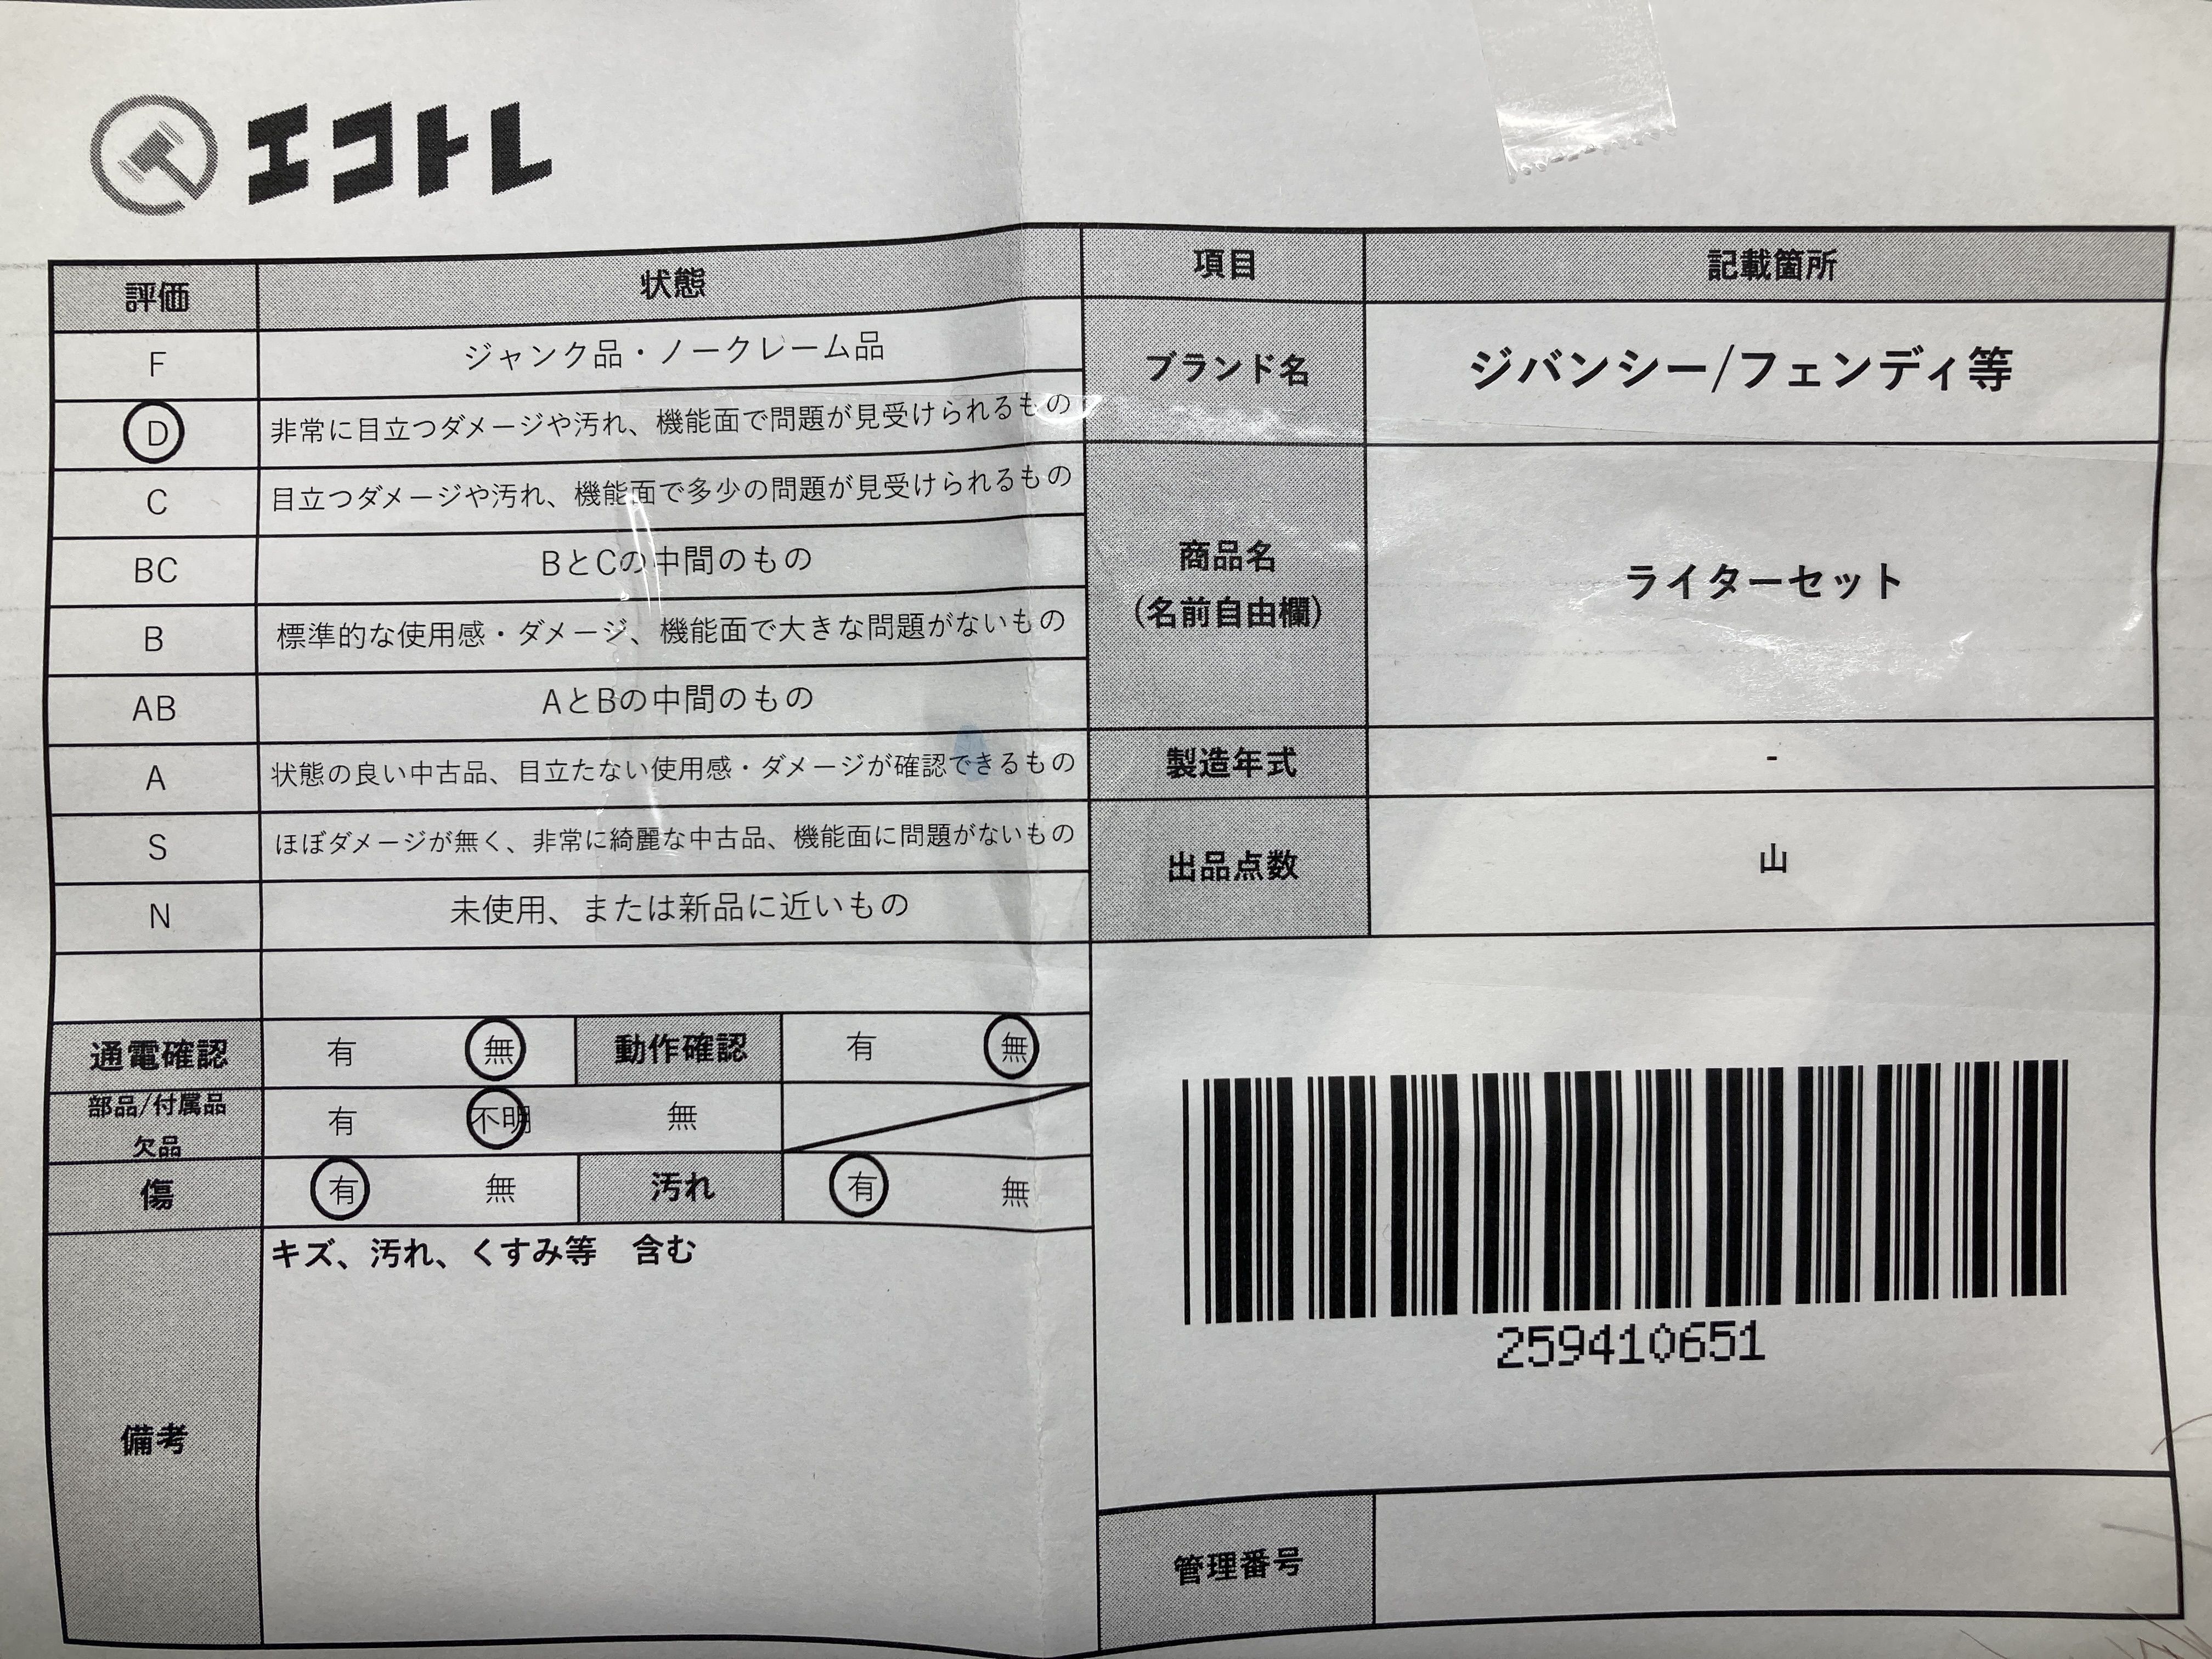 エコトレ
評価 状態
F ジャンク品・ノークレーム品
D 非常に目立つダメージや汚れ、機能面で問題が見受けられるもの
C 目立つダメージや汚れ、機能面で多少の問題が見受けられるもの
BC BとCの中間のもの
B 標準的な使用感・ダメージ、機能面で大きな問題がないもの
AB AとBの中間のもの
A 状態の良い中古品、目立たない使用感・ダメージが確認できるもの
S ほぼダメージが無く、非常に綺麗な中古品、機能面に問題がないもの
N 未使用、または新品に近いもの
通電確認 有 無 動作確認 有 無
部品/付属品
欠品 有 不明 無
傷 有 無 汚れ 有 無
備考 キズ、汚れ、くすみ等 含む
項目 記載箇所
ブランド名 ジバンシー/フェンディ等
商品名
(名前自由欄) ライターセット
製造年式 -
出品点数 山
259410651
管理番号